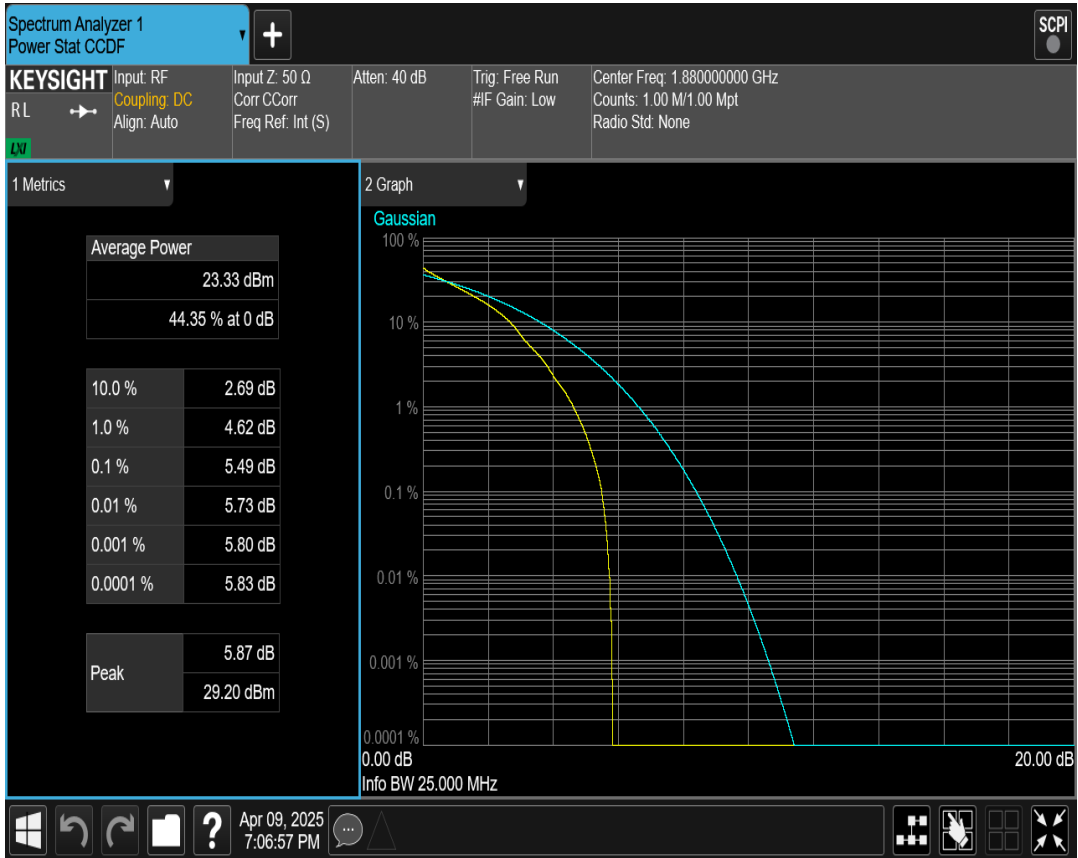 Spectrum Analyzer 1
Power Stat CCDF
SCPI
KEYSIGHT
RL
LXI
Input: RF
Coupling: DC
Align: Auto
Input Z: 50 Ω
Corr CCorr
Freq Ref: Int (S)
Atten: 40 dB
Trig: Free Run
#IF Gain: Low
Center Freq: 1.880000000 GHz
Counts: 1.00 M/1.00 Mpt
Radio Std: None
1 Metrics
Average Power
23.33 dBm
44.35 % at 0 dB
10.0 % 2.69 dB
1.0 % 4.62 dB
0.1 % 5.49 dB
0.01 % 5.73 dB
0.001 % 5.80 dB
0.0001 % 5.83 dB
Peak
5.87 dB
29.20 dBm
2 Graph
Gaussian
100 %
10 %
1 %
0.1 %
0.01 %
0.001 %
0.0001 %
0.00 dB 20.00 dB
Info BW 25.000 MHz
Apr 09, 2025
7:06:57 PM